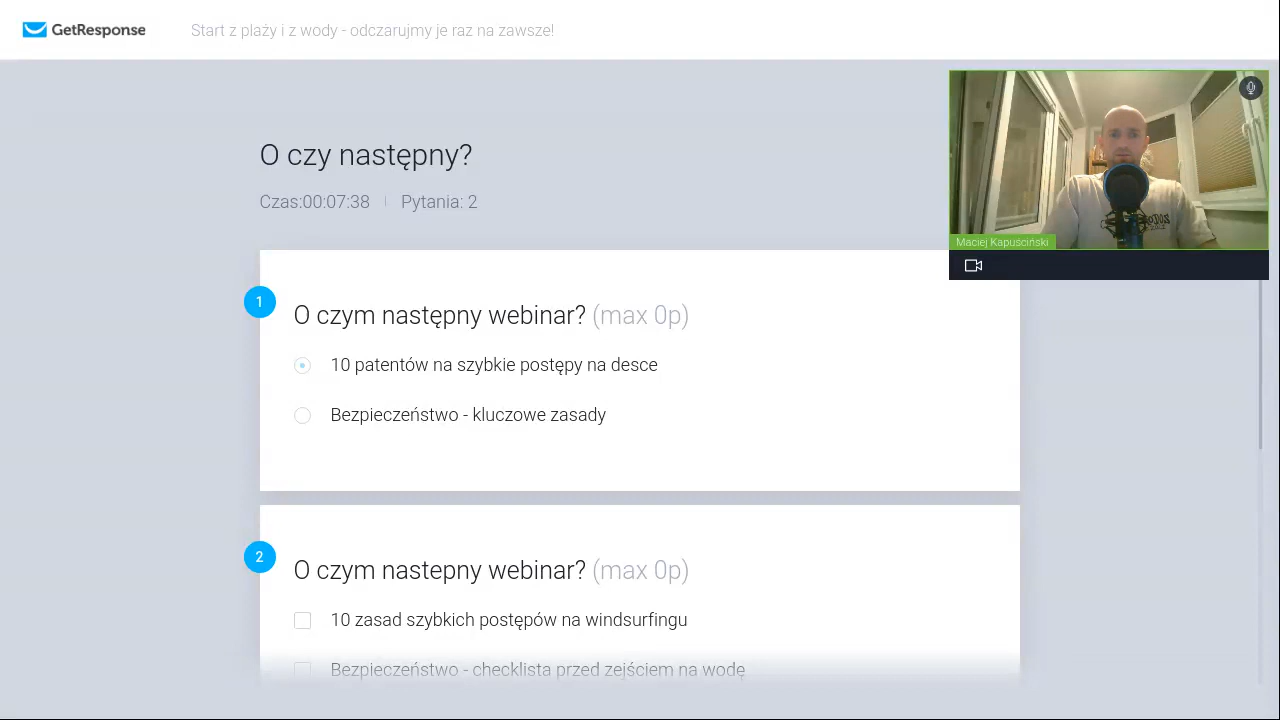 GetResponse
Start z plaży i z wody - odczarujmy je raz na zawsze!
O czy następny?
Czas:00:07:38 Pytania: 2
Maciej Kapuściński
1
O czym następny webinar? (max 0p)
10 patentów na szybkie postępy na desce
Bezpieczeństwo - kluczowe zasady
2
O czym nastepny webinar? (max 0p)
10 zasad szybkich postępów na windsurfingu
Bezpieczeństwo - checklista przed zejściem na wodę